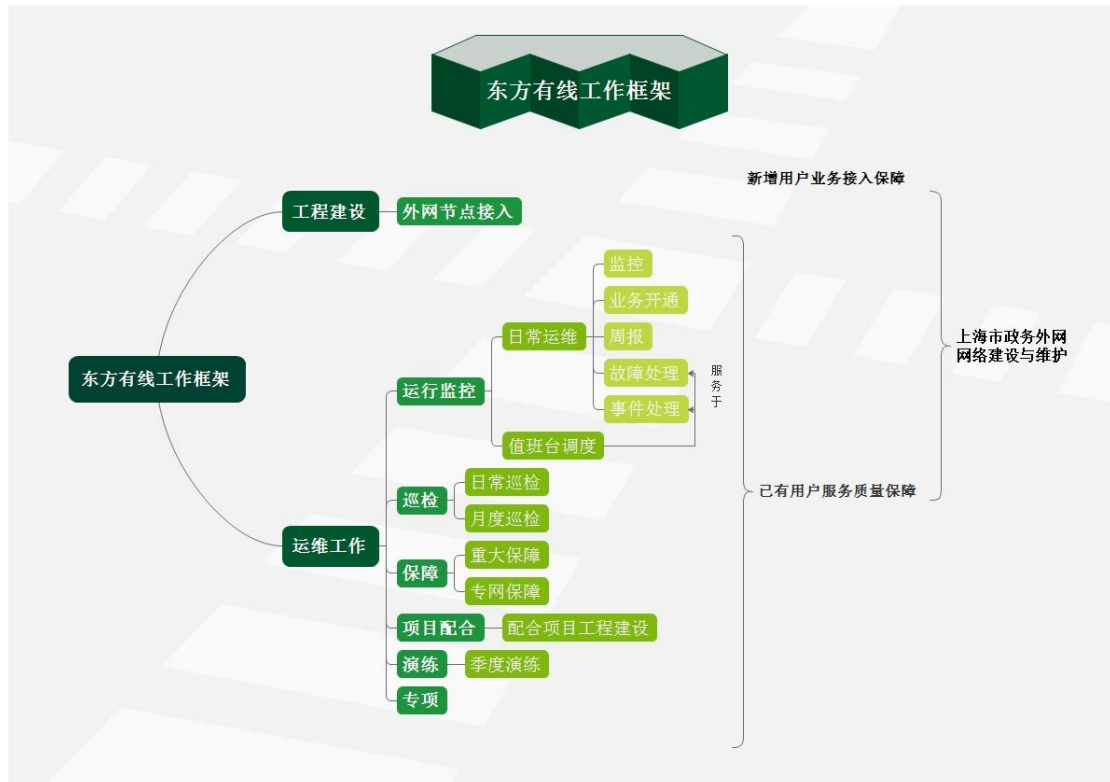 东方有线工作框架
新增用户业务接入保障
工程建设
外网节点接入
监控
业务开通
日常运维
周报
故障处理
事件处理
服
务
于
上海市政务外网
网络建设与维护
东方有线工作框架
运行监控
值班台调度
日常巡检
巡检
月度巡检
已有用户服务质量保障
运维工作
重大保障
保障
专网保障
项目配合
配合项目工程建设
演练
季度演练
专项